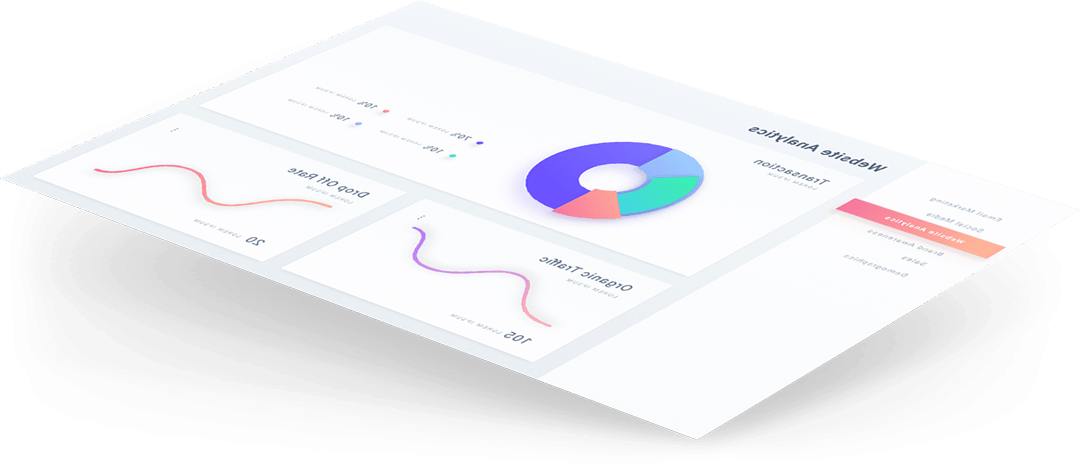 Website Analytics
Email Marketing
Social Media
Website Analytics
Brand Awareness
Sales
Demographics
Transaction
LOREM IPSUM
70% LOREM IPSUM
10% LOREM IPSUM
10% LOREM IPSUM
10% LOREM IPSUM
Organic Traffic
LOREM IPSUM
105 LOREM IPSUM
Drop Off Rate
LOREM IPSUM
20 LOREM IPSUM